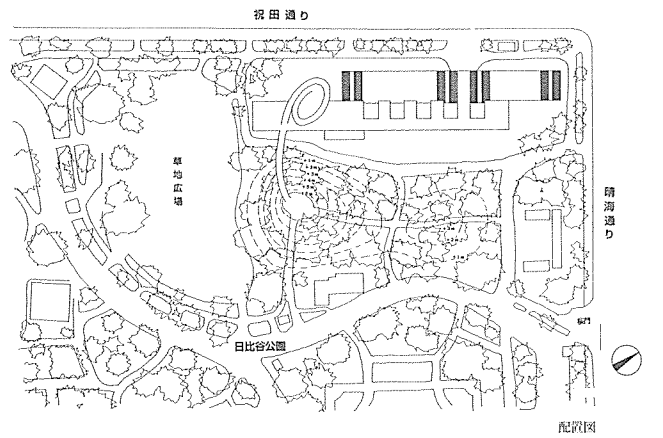 祝田通り
草地広場
晴海通り
日比谷公園
桜門
配置図